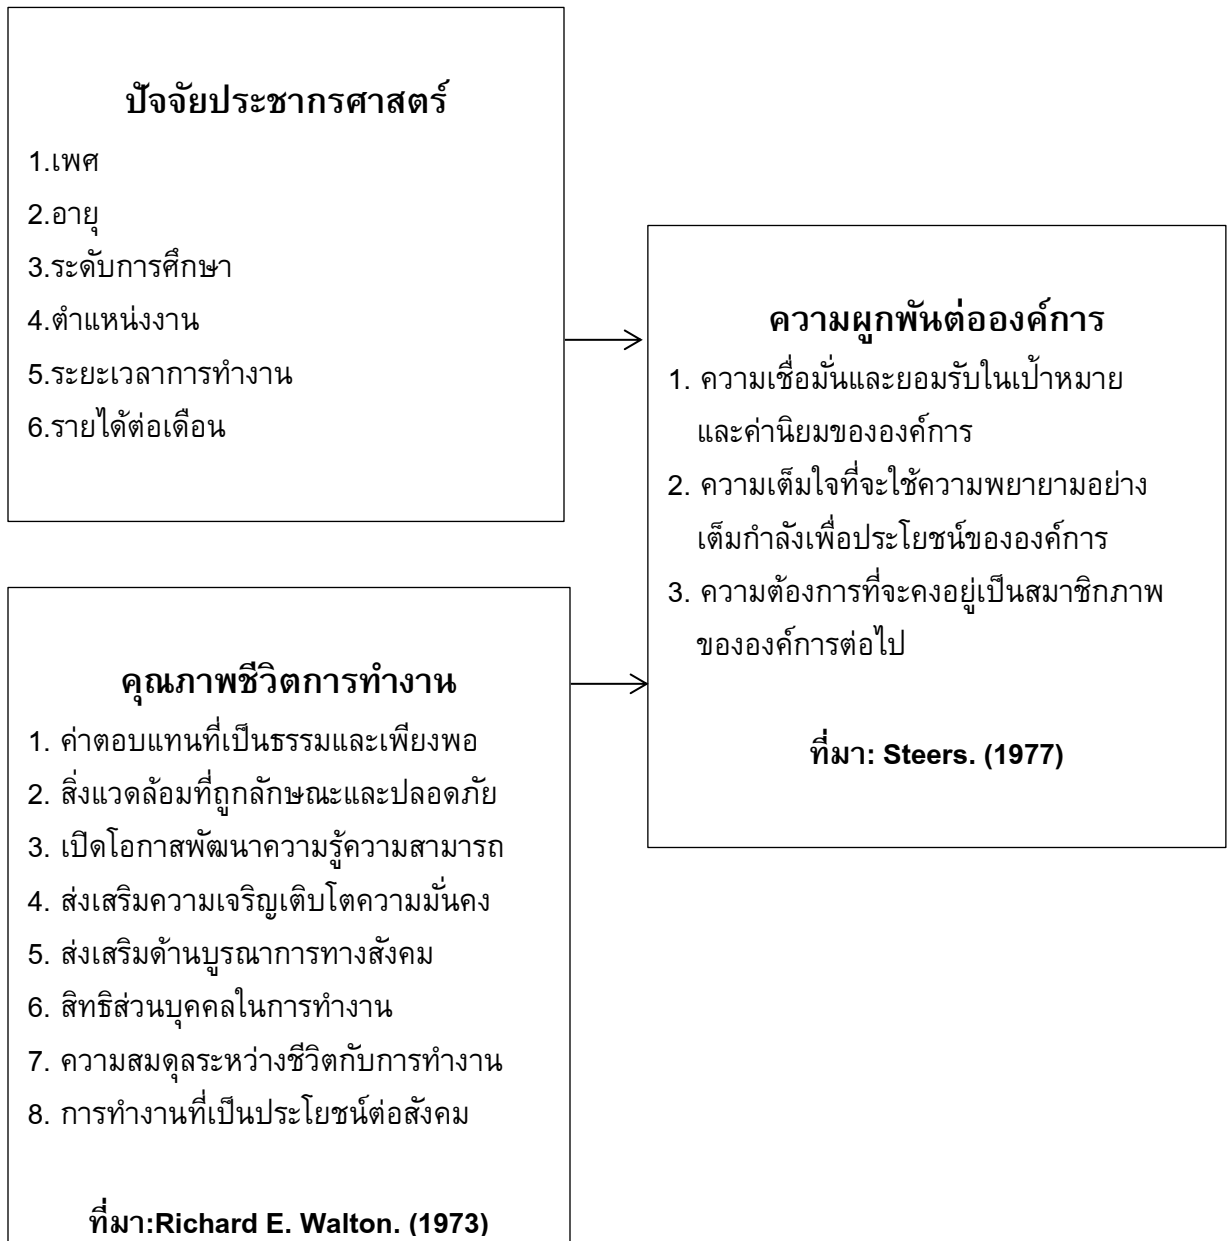 ปัจจัยประชากรศาสตร์
1.เพศ
2.อายุ
3.ระดับการศึกษา
4.ตำแหน่งงาน
5.ระยะเวลาการทำงาน
6.รายได้ต่อเดือน
คุณภาพชีวิตการทำงาน
1. ค่าตอบแทนที่เป็นธรรมและเพียงพอ
2. สิ่งแวดล้อมที่ถูกลักษณะและปลอดภัย
3. เปิดโอกาสพัฒนาความรู้ความสามารถ
4. ส่งเสริมความเจริญเติบโตความมั่นคง
5. ส่งเสริมด้านบูรณาการทางสังคม
6. สิทธิส่วนบุคคลในการทำงาน
7. ความสมดุลระหว่างชีวิตกับการทำงาน
8. การทำงานที่เป็นประโยชน์ต่อสังคม
ที่มา:Richard E. Walton. (1973)
ความผูกพันต่อองค์การ
1. ความเชื่อมั่นและยอมรับในเป้าหมาย
และค่านิยมขององค์การ
2. ความเต็มใจที่จะใช้ความพยายามอย่าง
เต็มกำลังเพื่อประโยชน์ขององค์การ
3. ความต้องการที่จะคงอยู่เป็นสมาชิกภาพ
ขององค์การต่อไป
ที่มา: Steers. (1977)